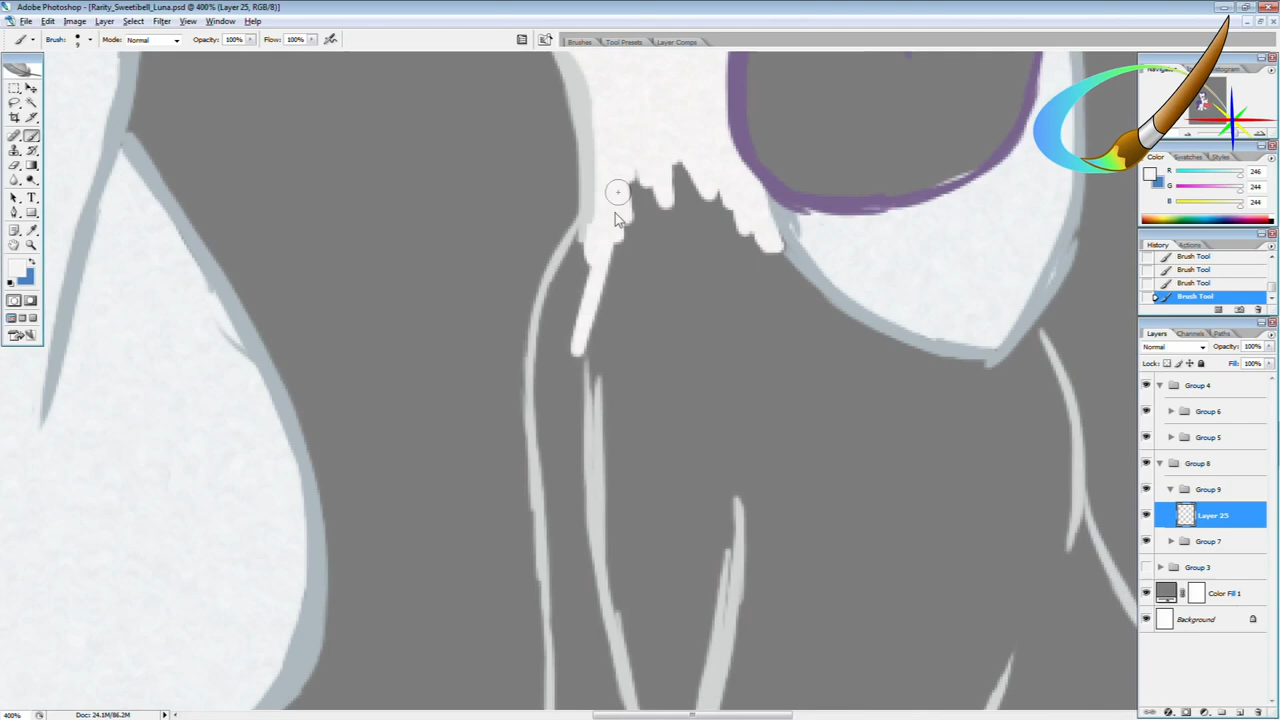 Adobe Photoshop - [Rarity_Sweetibell_Luna.psd @ 400% (Layer 25, RGB/8)]
File Edit Image Layer Select Filter View Window Help
Brush: 9 Mode: Normal Opacity: 100% Flow: 100% Brushes Tool Presets Layer Comps
Color Swatches Styles
R 246
G 244
B 244
History Actions
Brush Tool
Brush Tool
Brush Tool
Brush Tool
Layers Channels Paths
Normal Opacity: 100%
Lock: Fill: 100%
Group 4
Group 6
Group 5
Group 8
Group 9
Layer 25
Group 7
Group 3
Color Fill 1
Background
400% Doc: 24.1M/86.2M